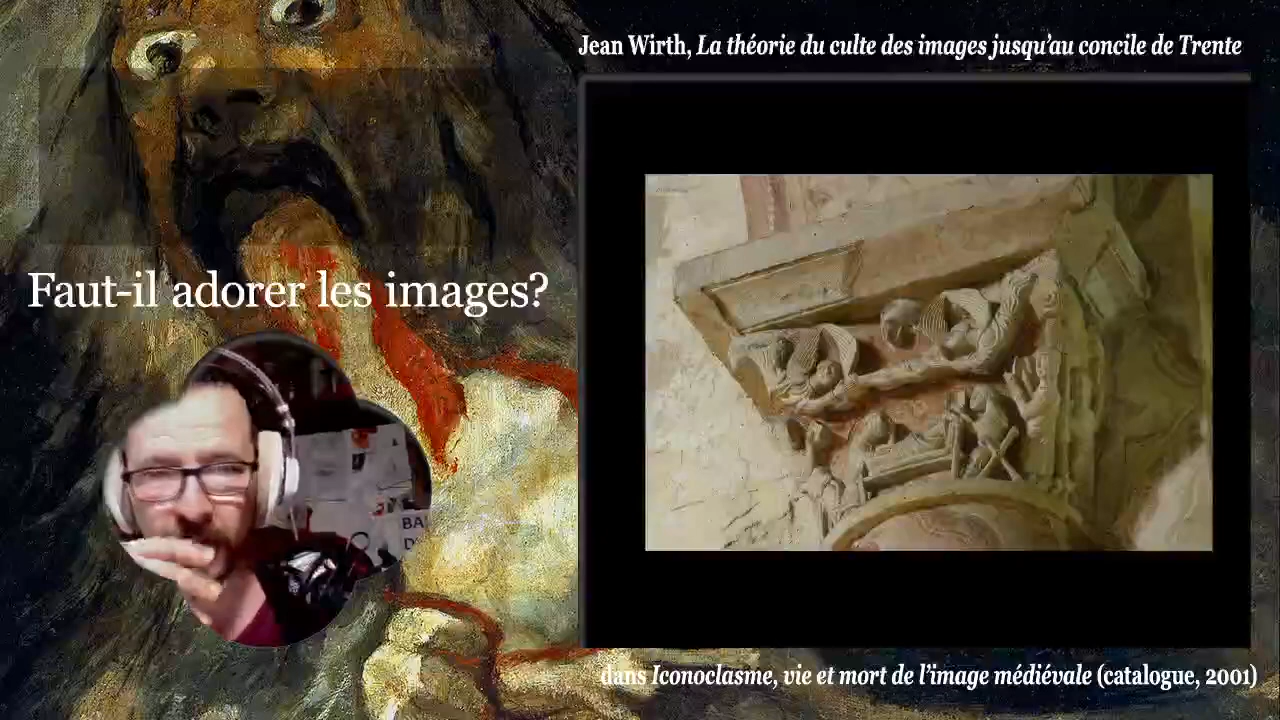 Jean Wirth, La théorie du culte des images jusqu'au concile de Trente
Faut-il adorer les images?
BA
D
dans Iconoclasme, vie et mort de l'image médiévale (catalogue, 2001)